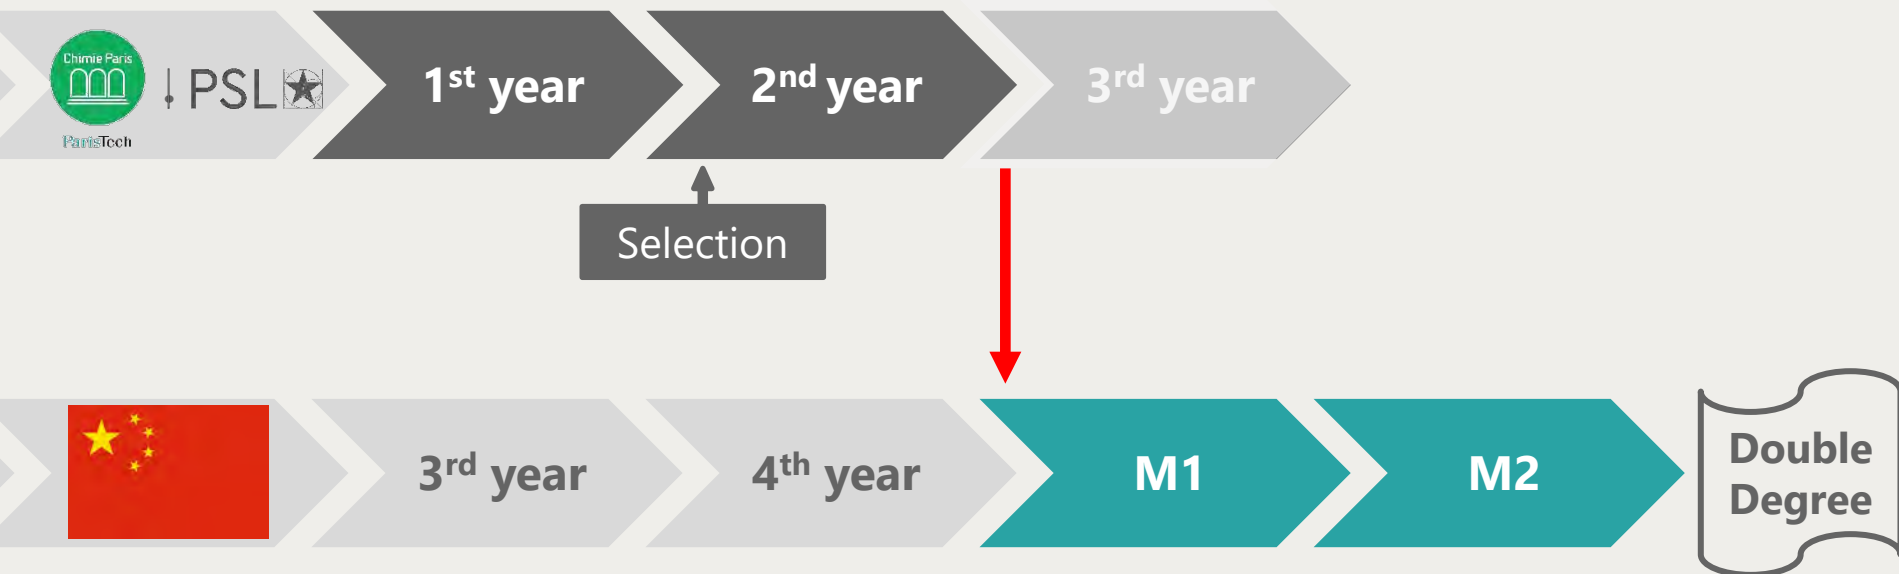 Chimie Paris
ParisTech
PSL
1st year
2nd year
3rd year
Selection
3rd year
4th year
M1
M2
Double
Degree